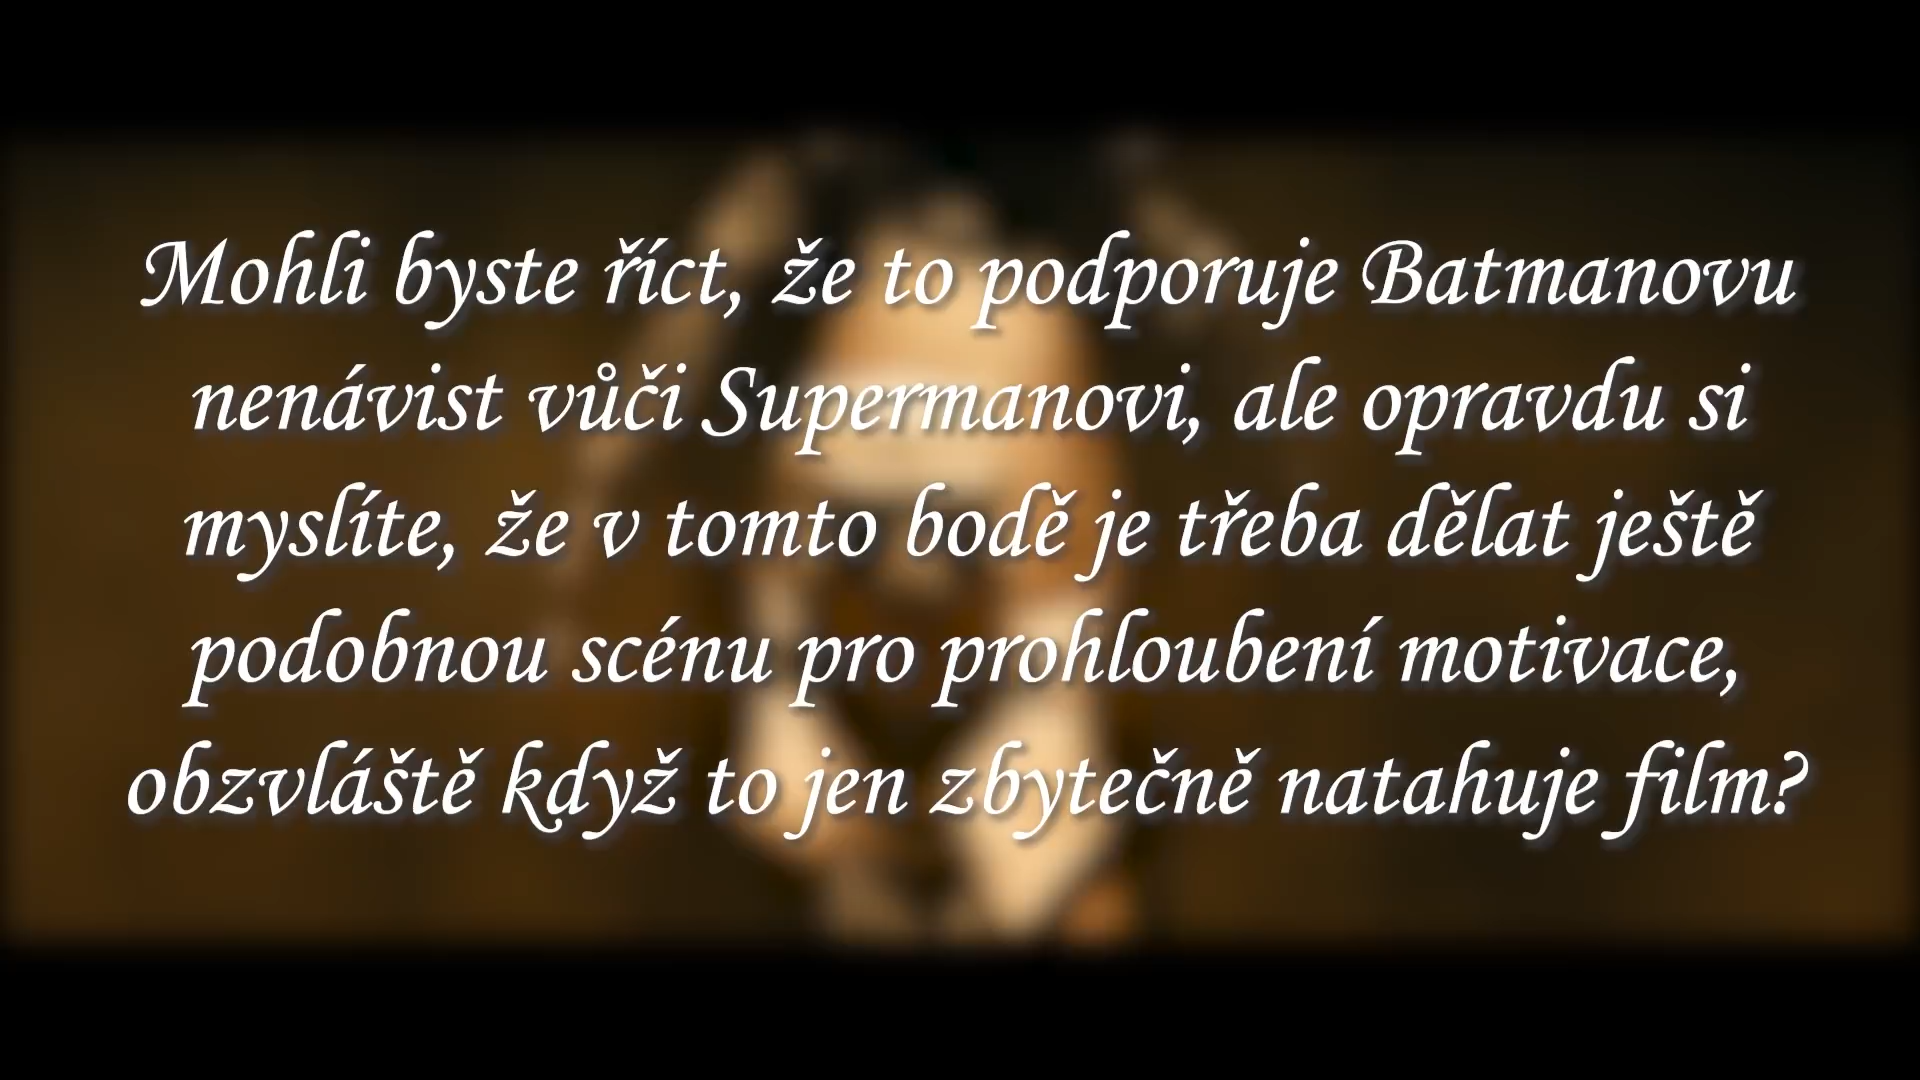 Mohli byste říct, že to podporuje Batmanovu
nenávist vůči Supermanovi, ale opravdu si
myslíte, že v tomto bodě je třeba dělat ještě
podobnou scénu pro prohloubení motivace,
obzvláště když to jen zbytečně natahuje film?